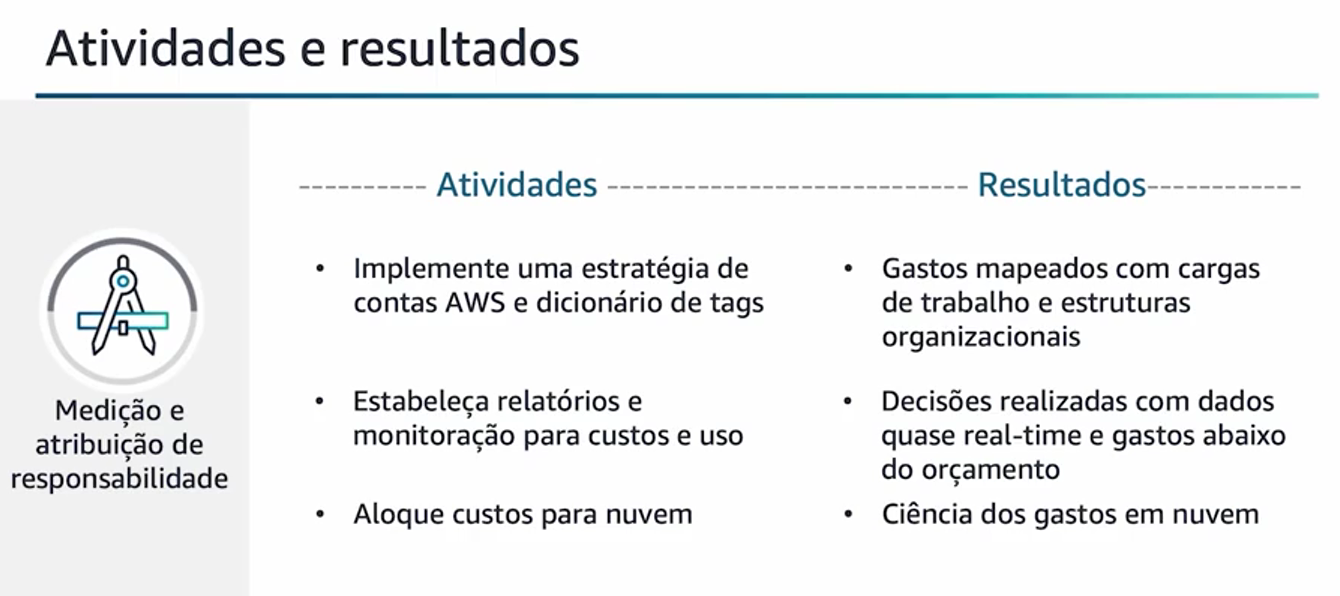 Atividades e resultados
Atividades
Resultados
Medição e
atribuição de
responsabilidade
• Implemente uma estratégia de
contas AWS e dicionário de tags
• Gastos mapeados com cargas
de trabalho e estruturas
organizacionais
• Estabeleça relatórios e
monitoração para custos e uso
• Decisões realizadas com dados
quase real-time e gastos abaixo
do orçamento
• Aloque custos para nuvem
• Ciência dos gastos em nuvem